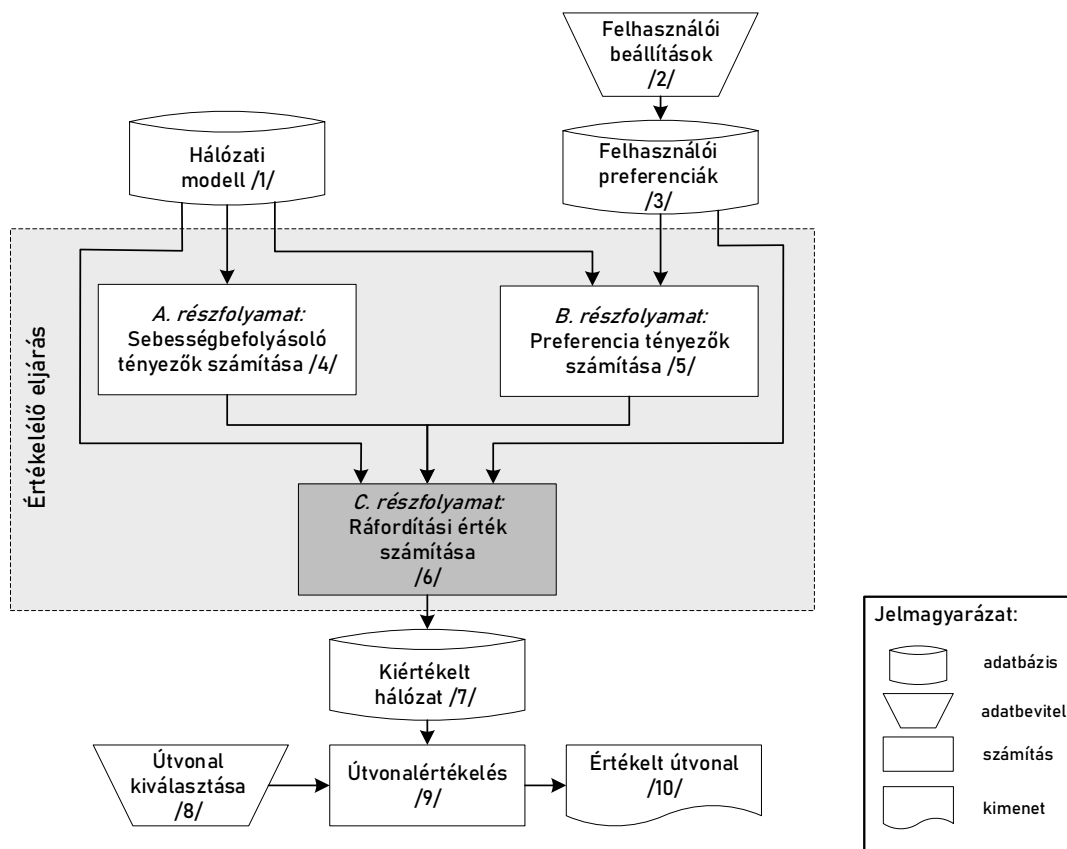 Felhasználói
beállítások
/2/
Hálózati
modell /1/
Felhasználói
preferenciák
/3/
Értékelélő eljárás
A. részfolyamat:
Sebességbefolyásoló
tényezők számítása /4/
B. részfolyamat:
Preferencia tényezők
számítása /5/
C. részfolyamat:
Ráfordítási érték
számítása
/6/
Kiértékelt
hálózat /7/
Útvonal
kiválasztása
/8/
Útvonalértékelés
/9/
Értékelt útvonal
/10/
Jelmagyarázat:
adatbázis
adatbevitel
számítás
kimenet